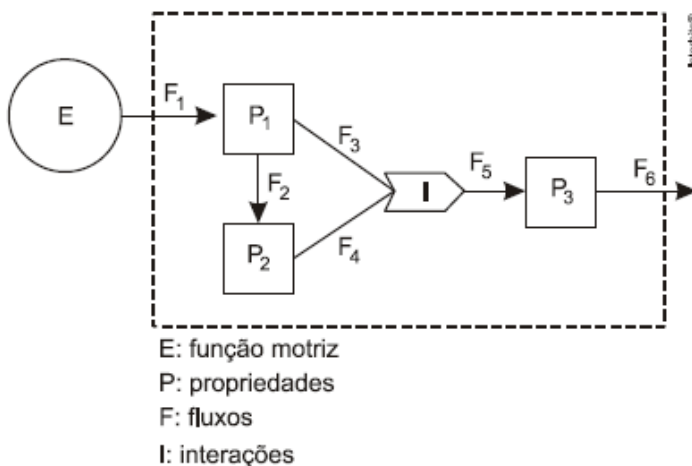 E
F1
P1
F3
F2
I
F5
P3
F6
P2
F4
E: função motriz
P: propriedades
F: fluxos
I: interações